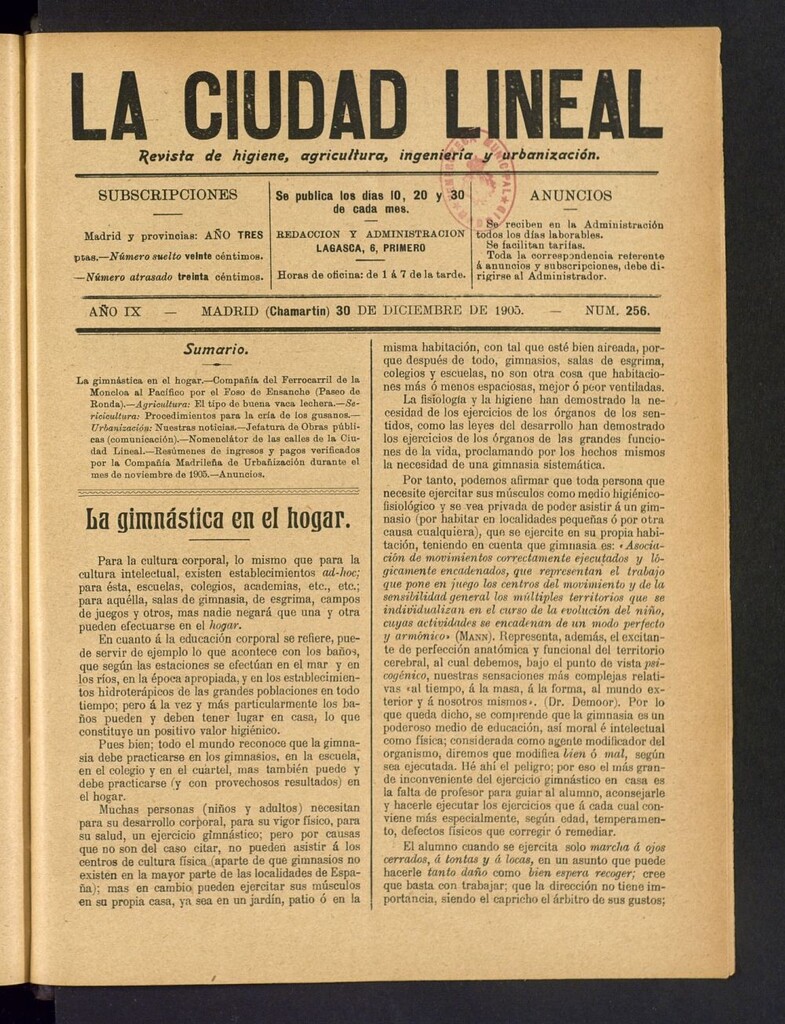 LA CIUDAD LINEAL
Revista de higiene, agricultura, ingeniería y urbanización.
SUBSCRIPCIONES
Madrid y provincias: AÑO TRES
ptas.—Número suelto veinte céntimos.
—Número atrasado treinta céntimos.
Se publica los días 10, 20 y 30
de cada mes.
REDACCION Y ADMINISTRACION
LAGASCA, 6, PRIMERO
Horas de oficina: de 1 á 7 de la tarde.
ANUNCIOS
Se reciben en la Administración
todos los días laborables.
Se facilitan tarifas.
Toda la correspondencia referente
á anuncios y subscripciones, debe di-
rigirse al Administrador.
AÑO IX — MADRID (Chamartín) 30 DE DICIEMBRE DE 1905. — NUM. 256.
Sumario.
La gimnástica en el hogar.—Compañía del Ferrocarril de la
Moncloa al Pacífico por el Foso de Ensanche (Paseo de
Ronda).—Agricultura: El tipo de buena vaca lechera.—Se-
ricicultura: Procedimientos para la cría de los gusanos.—
Urbanización: Nuestras noticias.—Jefatura de Obras públi-
cas (comunicación).—Nomenclátor de las calles de la Ciu-
dad Lineal.—Resúmenes de ingresos y pagos verificados
por la Compañía Madrileña de Urbanización durante el
mes de noviembre de 1905.—Anuncios.
La gimnástica en el hogar.
Para la cultura corporal, lo mismo que para la
cultura intelectual, existen establecimientos ad-hoc;
para ésta, escuelas, colegios, academias, etc., etc.;
para aquélla, salas de gimnasia, de esgrima, campos
de juegos y otros, mas nadie negará que una y otra
pueden efectuarse en el hogar.
En cuanto á la educación corporal se refiere, pue-
de servir de ejemplo lo que acontece con los baños,
que según las estaciones se efectúan en el mar y en
los ríos, en la época apropiada, y en los establecimien-
tos hidroterápicos de las grandes poblaciones en todo
tiempo; pero á la vez y más particularmente los ba-
ños pueden y deben tener lugar en casa, lo que
constituye un positivo valor higiénico.
Pues bien; todo el mundo reconoce que la gimna-
sia debe practicarse en los gimnasios, en la escuela,
en el colegio y en el cuartel, mas también puede y
debe practicarse (y con provechosos resultados) en
el hogar.
Muchas personas (niños y adultos) necesitan
para su desarrollo corporal, para su vigor físico, para
su salud, un ejercicio gimnástico; pero por causas
que no son del caso citar, no pueden asistir á los
centros de cultura física (aparte de que gimnasios no
existen en la mayor parte de las localidades de Espa-
ña); mas en cambio pueden ejercitar sus músculos
en su propia casa, ya sea en un jardín, patio ó en la
misma habitación, con tal que esté bien aireada, por-
que después de todo, gimnasios, salas de esgrima,
colegios y escuelas, no son otra cosa que habitacio-
nes más ó menos espaciosas, mejor ó peor ventiladas.
La fisiología y la higiene han demostrado la ne-
cesidad de los ejercicios de los órganos de los sen-
tidos, como las leyes del desarrollo han demostrado
los ejercicios de los órganos de las grandes funcio-
nes de la vida, proclamando por los hechos mismos
la necesidad de una gimnasia sistemática.
Por tanto, podemos afirmar que toda persona que
necesite ejercitar sus músculos como medio higiénico-
fisiológico y se vea privada de poder asistir á un gim-
nasio (por habitar en localidades pequeñas ó por otra
causa cualquiera), que se ejercite en su propia habi-
tación, teniendo en cuenta que gimnasia es: «Asocia-
ción de movimientos correctamente ejecutados y ló-
gicamente encadenados, que representan el trabajo
que pone en juego los centros del movimiento y de la
sensibilidad general los múltiples territorios que se
individualizan en el curso de la evolución del niño,
cuyas actividades se encadenan de un modo perfecto
y armónico» (MANN). Representa, además, el excitan-
te de perfección anatómica y funcional del territorio
cerebral, al cual debemos, bajo el punto de vista psi-
cogénico, nuestras sensaciones más complejas relati-
vas «al tiempo, á la masa, á la forma, al mundo ex-
terior y á nosotros mismos». (Dr. Demoor). Por lo
que queda dicho, se comprende que la gimnasia es un
poderoso medio de educación, así moral é intelectual
como física; considerada como agente modificador del
organismo, diremos que modifica bien ó mal, según
sea ejecutada. Hé ahí el peligro; por eso el más gran-
de inconveniente del ejercicio gimnástico en casa es
la falta de profesor para guiar al alumno, aconsejarle
y hacerle ejecutar los ejercicios que á cada cual con-
viene más especialmente, según edad, temperamen-
to, defectos físicos que corregir ó remediar.
El alumno cuando se ejercita solo marcha á ojos
cerrados, á tontas y á locas, en un asunto que puede
hacerle tanto daño como bien espera recoger; cree
que basta con trabajar; que la dirección no tiene im-
portancia, siendo el capricho el árbitro de sus gustos;